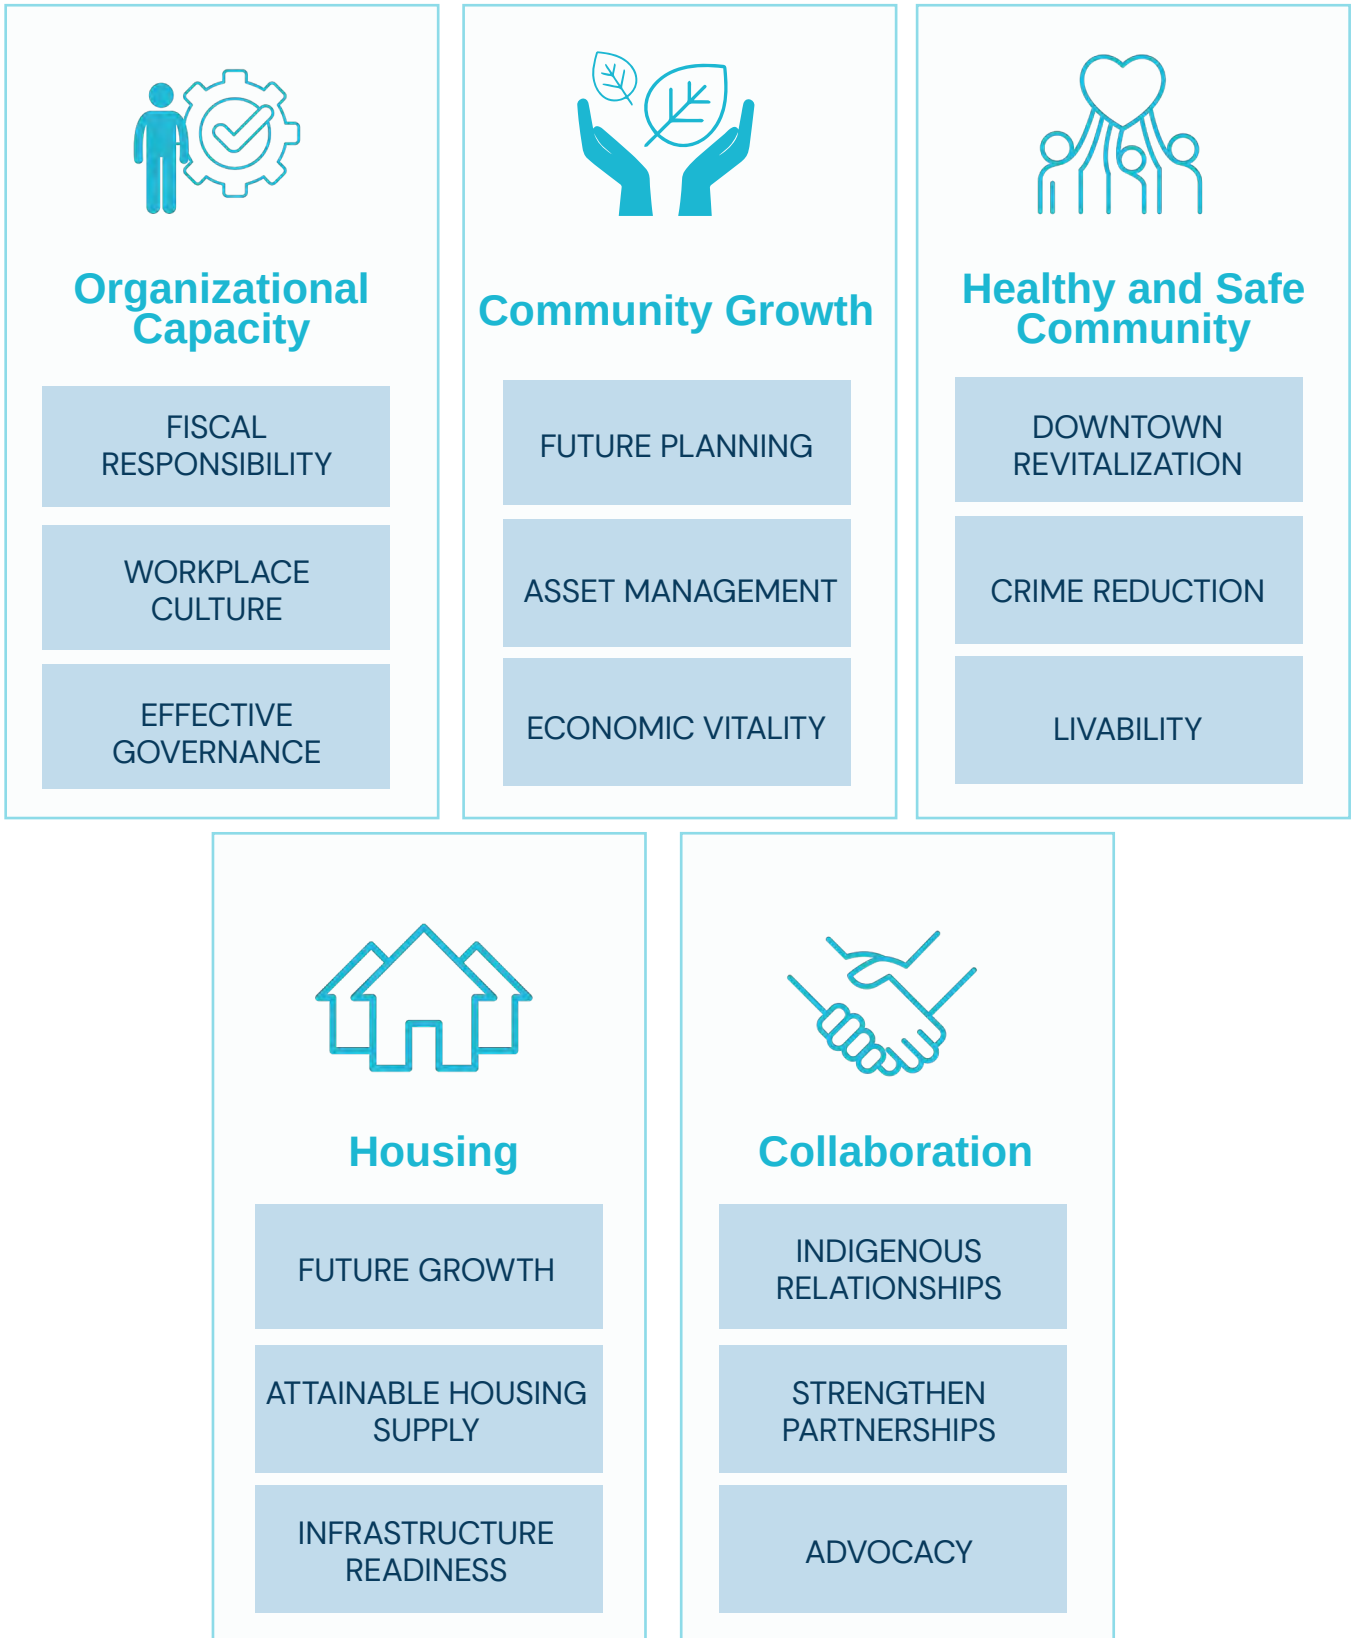 Organizational
Capacity
FISCAL
RESPONSIBILITY
WORKPLACE
CULTURE
EFFECTIVE
GOVERNANCE
Community Growth
FUTURE PLANNING
ASSET MANAGEMENT
ECONOMIC VITALITY
Healthy and Safe
Community
DOWNTOWN
REVITALIZATION
CRIME REDUCTION
LIVABILITY
Housing
FUTURE GROWTH
ATTAINABLE HOUSING
SUPPLY
INFRASTRUCTURE
READINESS
Collaboration
INDIGENOUS
RELATIONSHIPS
STRENGTHEN
PARTNERSHIPS
ADVOCACY